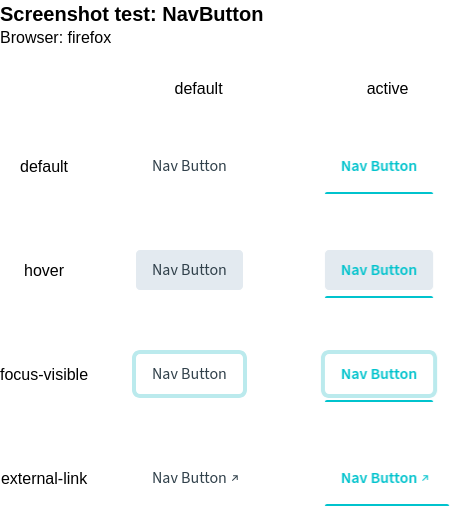 Screenshot test: NavButton
Browser: firefox
default active
default Nav Button Nav Button
hover Nav Button Nav Button
focus-visible Nav Button Nav Button
external-link Nav Button ↗ Nav Button ↗